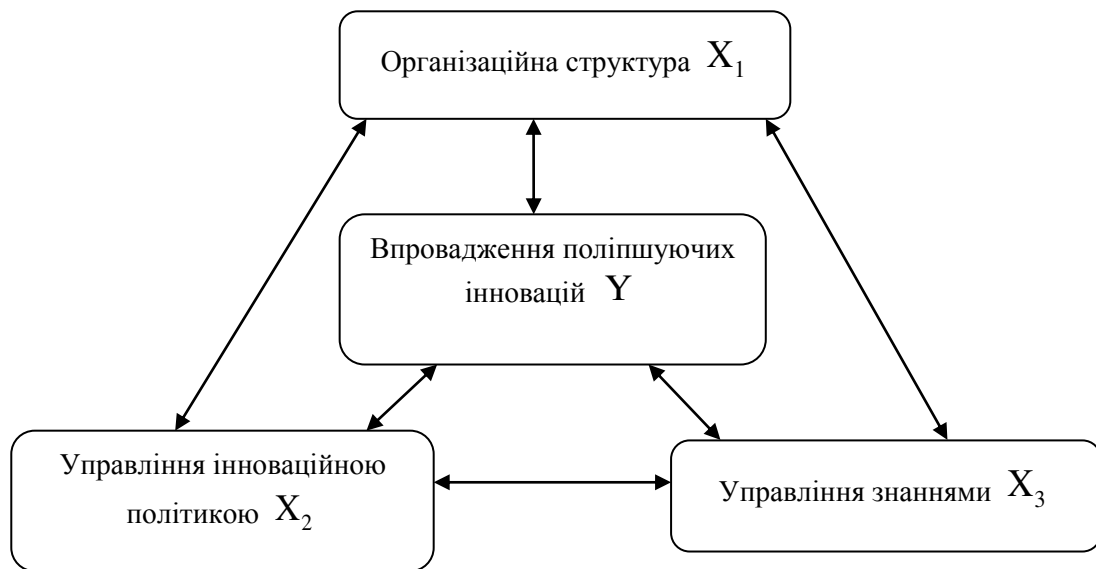 Організаційна структура X₁
Впровадження поліпшуючих
інновацій Y
Управління інноваційною
політикою X₂
Управління знаннями X₃